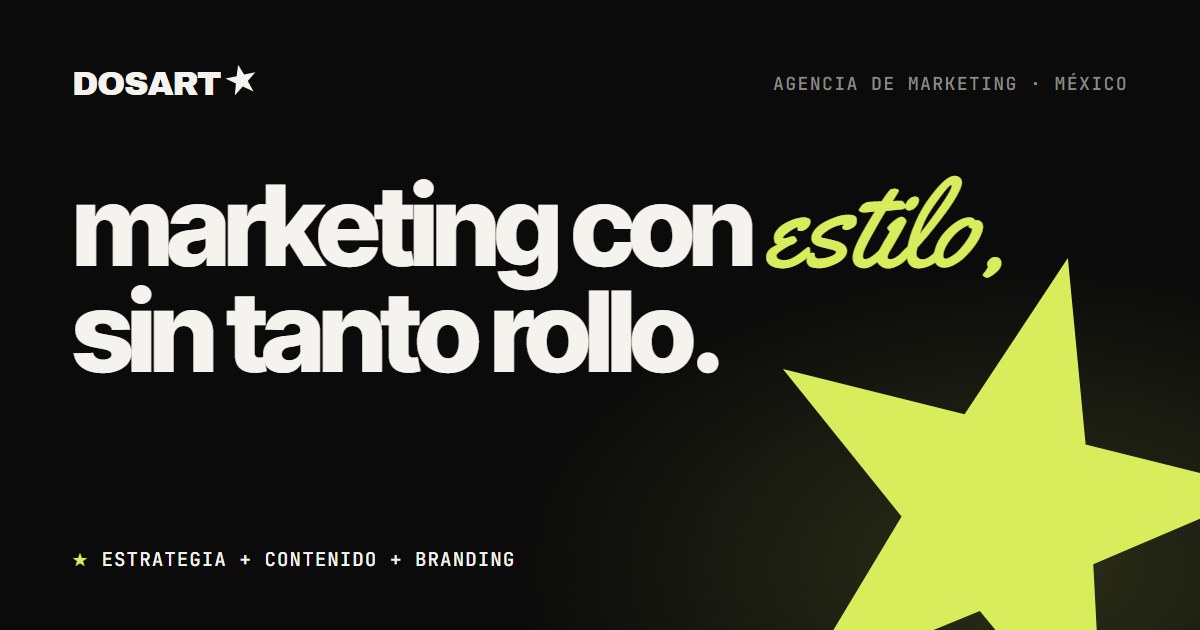 DOSART
AGENCIA DE MARKETING · MÉXICO
marketing con estilo,
sin tanto rollo.
★ ESTRATEGIA + CONTENIDO + BRANDING